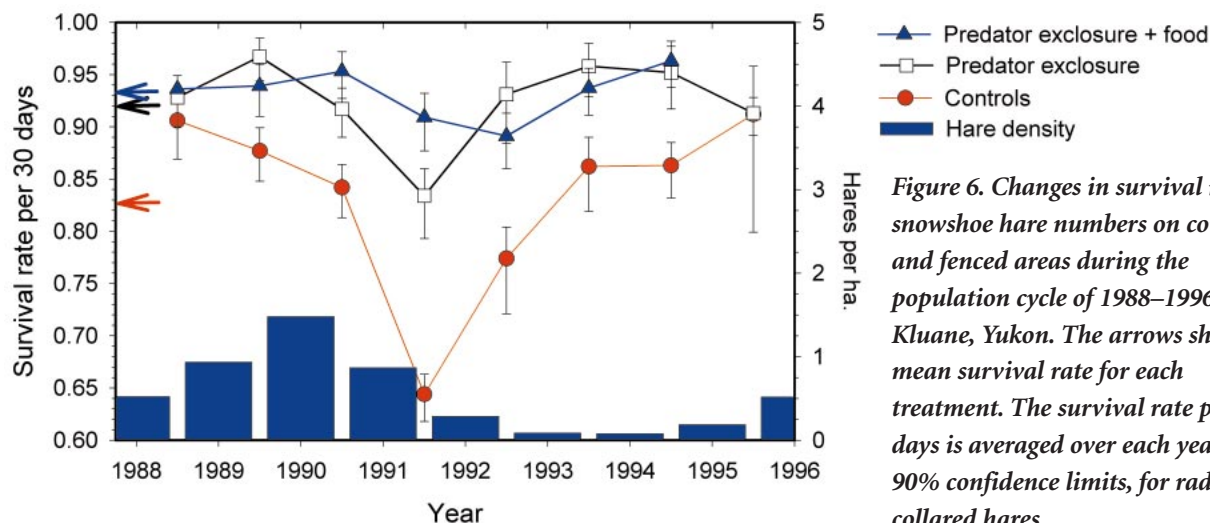 1.00
0.95
0.90
0.85
0.80
0.75
0.70
0.65
0.60
Survival rate per 30 days
5
4
3
2
1
0
Hares per ha.
1988 1989 1990 1991 1992 1993 1994 1995 1996
Year
Predator exclosure + food
Predator exclosure
Controls
Hare density
Figure 6. Changes in survival
snowshoe hare numbers on
and fenced areas during the
population cycle of 1988–1996
Kluane, Yukon. The arrows
mean survival rate for each
treatment. The survival rate
days is averaged over each
90% confidence limits, for
collared hares.